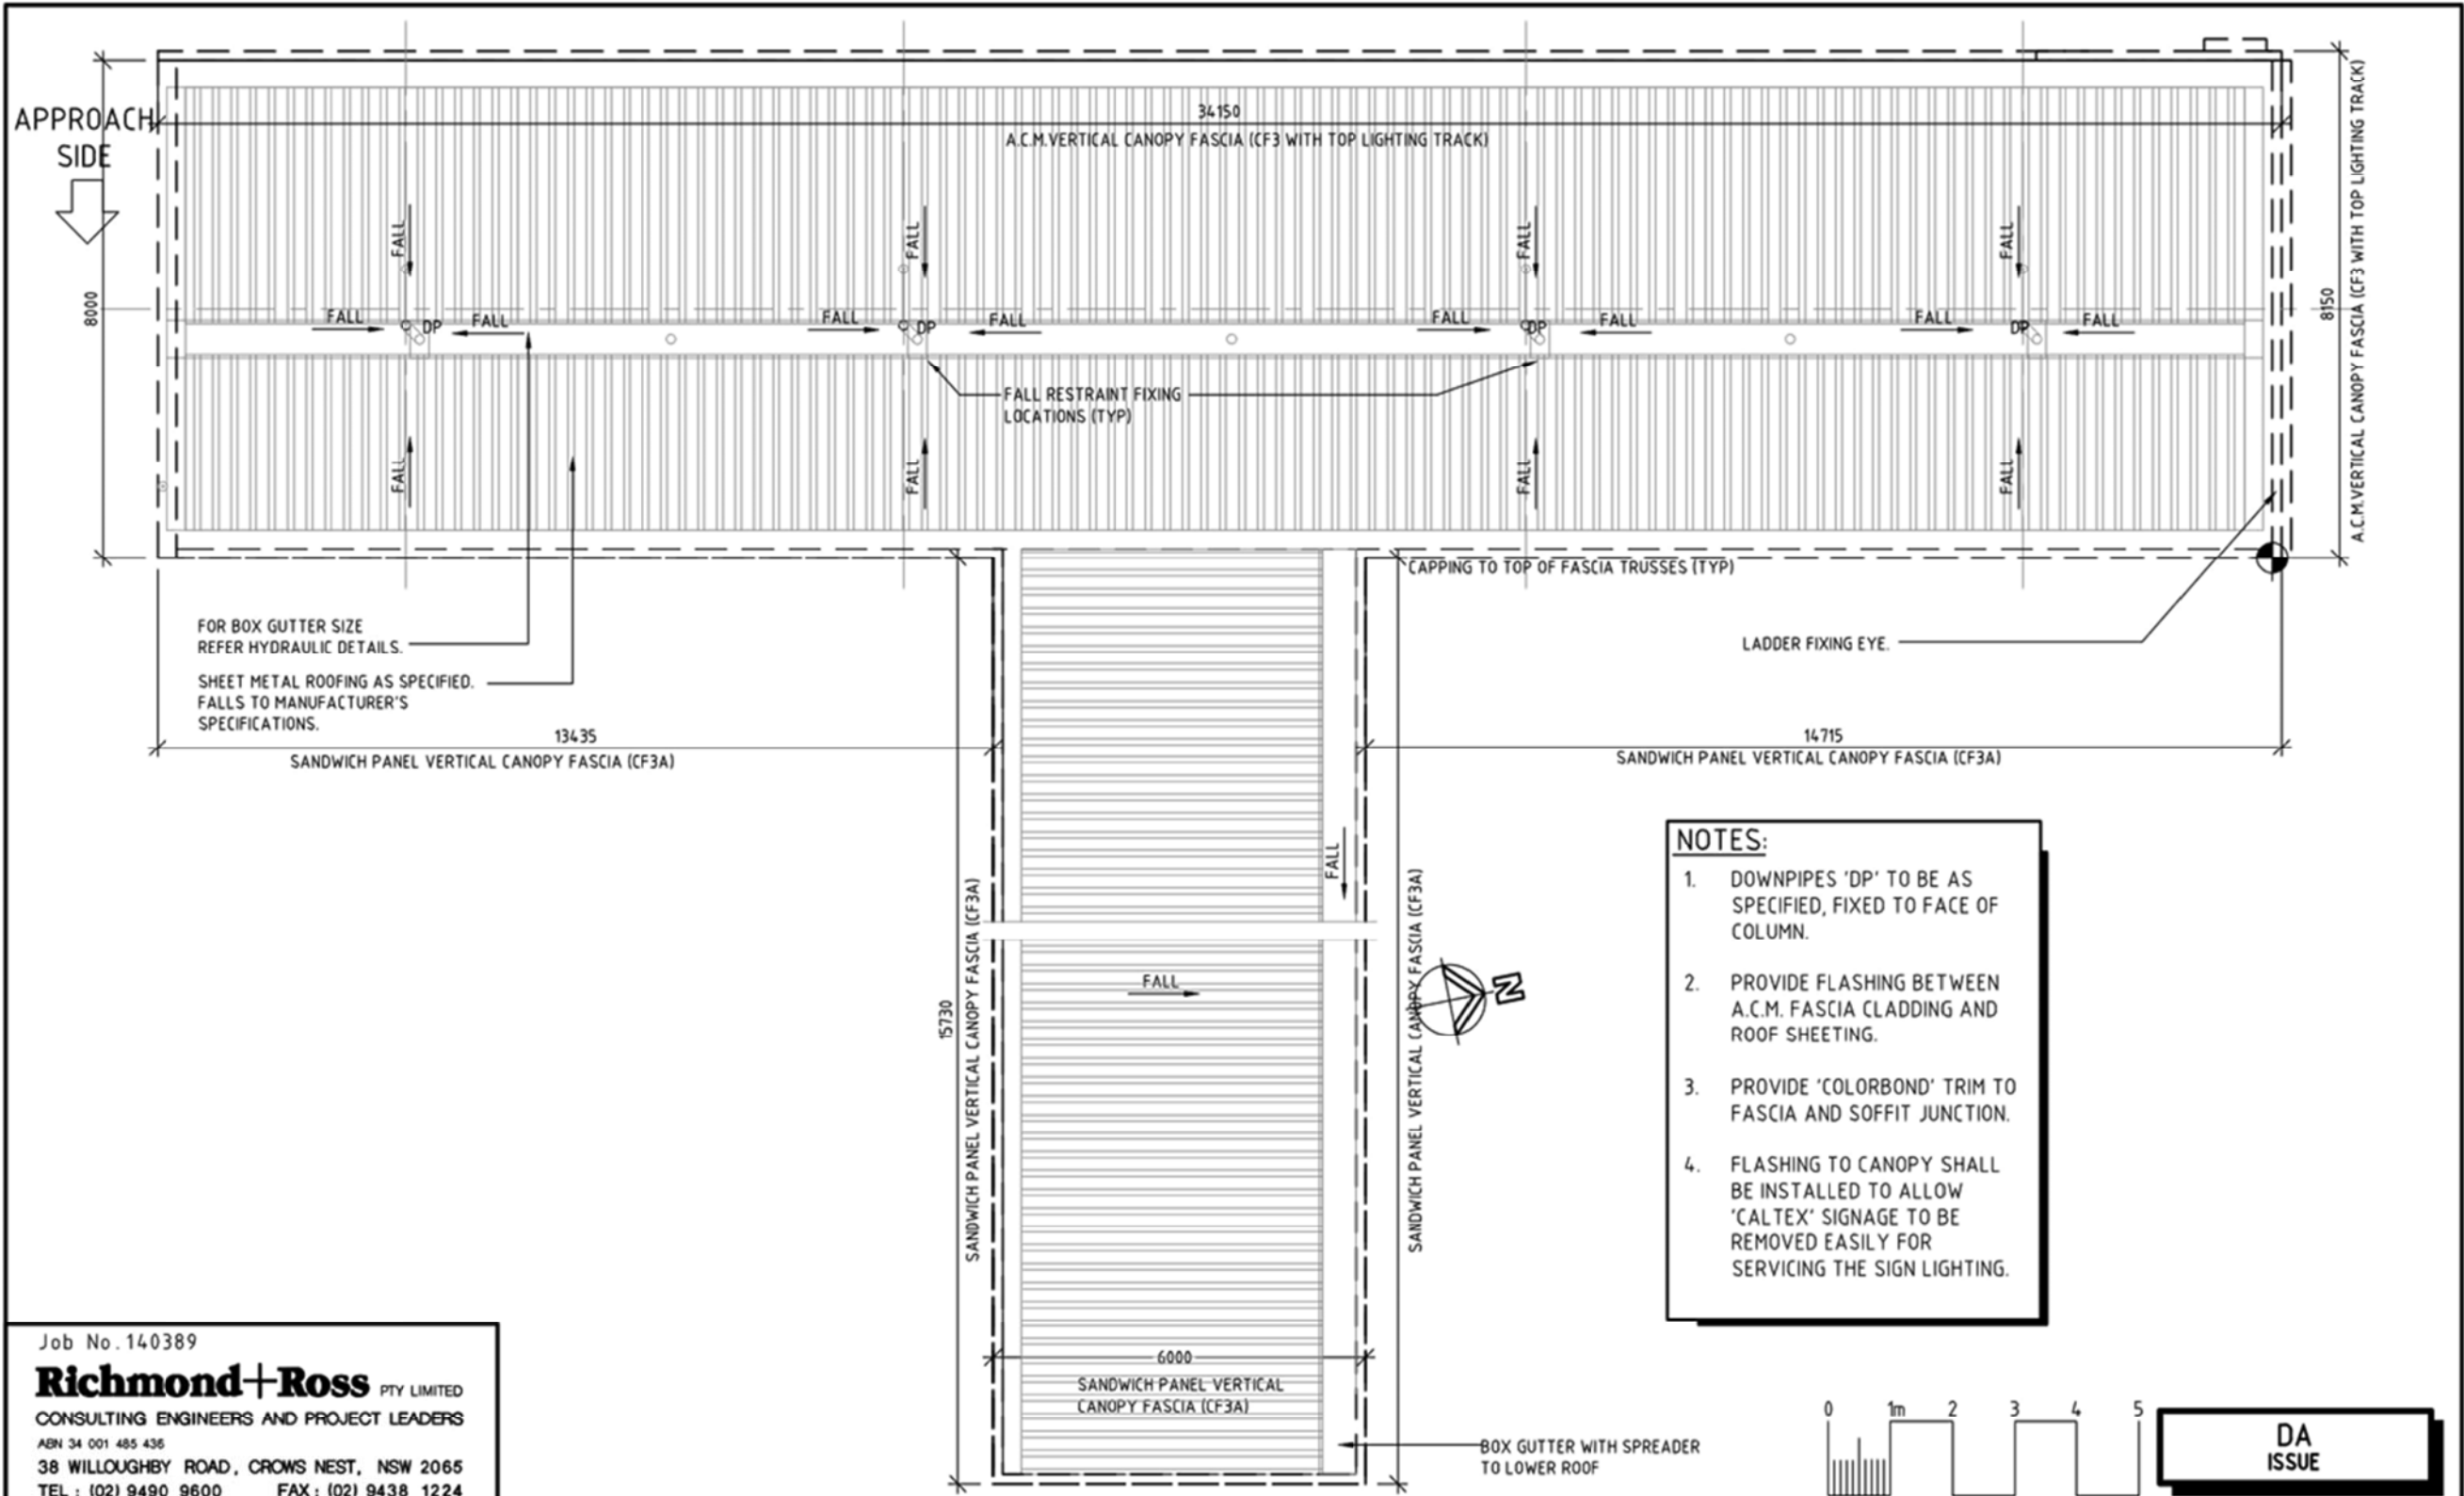 APPROACH
SIDE
34150
A.C.M.VERTICAL CANOPY FASCIA (CF3 WITH TOP LIGHTING TRACK)
8000
8150
A.C.M.VERTICAL CANOPY FASCIA (CF3 WITH TOP LIGHTING TRACK)
FALL
FALL
FALL
FALL
FALL
DP
FALL
FALL
DP
FALL
FALL
DP
FALL
FALL
DP
FALL
FALL RESTRAINT FIXING
LOCATIONS (TYP)
FALL
FALL
FALL
FALL
CAPPING TO TOP OF FASCIA TRUSSES (TYP)
FOR BOX GUTTER SIZE
REFER HYDRAULIC DETAILS.
LADDER FIXING EYE.
SHEET METAL ROOFING AS SPECIFIED.
FALLS TO MANUFACTURER'S
SPECIFICATIONS.
13435
SANDWICH PANEL VERTICAL CANOPY FASCIA (CF3A)
14715
SANDWICH PANEL VERTICAL CANOPY FASCIA (CF3A)
FALL
15730
SANDWICH PANEL VERTICAL CANOPY FASCIA (CF3A)
SANDWICH PANEL VERTICAL CANOPY FASCIA (CF3A)
N
FALL
6000
SANDWICH PANEL VERTICAL
CANOPY FASCIA (CF3A)
BOX GUTTER WITH SPREADER
TO LOWER ROOF
NOTES:
1. DOWNPIPES 'DP' TO BE AS
SPECIFIED, FIXED TO FACE OF
COLUMN.
2. PROVIDE FLASHING BETWEEN
A.C.M. FASCIA CLADDING AND
ROOF SHEETING.
3. PROVIDE 'COLORBOND' TRIM TO
FASCIA AND SOFFIT JUNCTION.
4. FLASHING TO CANOPY SHALL
BE INSTALLED TO ALLOW
'CALTEX' SIGNAGE TO BE
REMOVED EASILY FOR
SERVICING THE SIGN LIGHTING.
Job No.140389
Richmond+Ross PTY LIMITED
CONSULTING ENGINEERS AND PROJECT LEADERS
ABN 34 001 485 436
38 WILLOUGHBY ROAD, CROWS NEST, NSW 2065
TEL : (02) 9490 9600 FAX : (02) 9438 1224
0 1m 2 3 4 5
DA
ISSUE